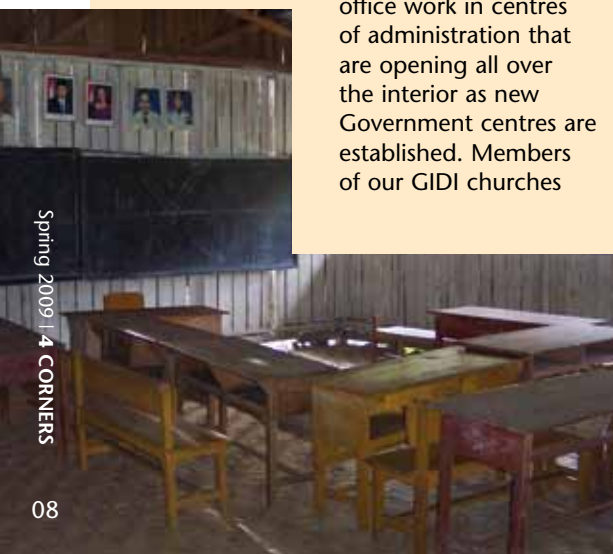 office work in centres
of administration that
are opening all over
the interior as new
Government centres are
established. Members
of our GIDI churches
Spring 2009 | 4 CORNERS
08